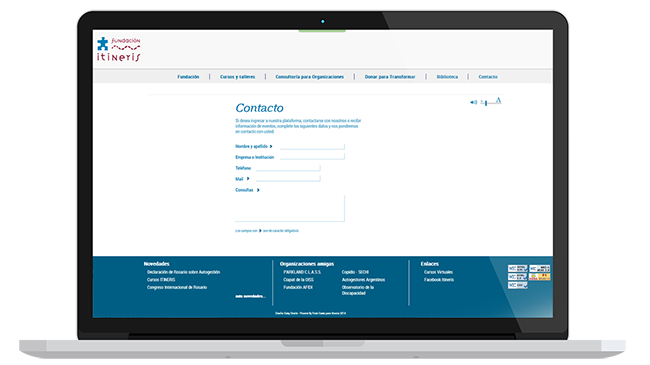 FUNDACIÓN
itineris
Fundación
Cursos y talleres
Consultoría para Organizaciones
Donar para Transformar
Biblioteca
Contacto
A
Contacto
Si desea ingresar a nuestra plataforma, contactarse con nosotros o recibir
información de eventos, complete los siguientes datos y nos pondremos
en contacto con usted.
Nombre y apellido
Empresa o Institución
Teléfono
Mail
Consultas
Los campos con son de caracter obligatorio
Novedades
Declaración de Rosario sobre Autogestión
Cursos ITINERIS
Congreso Internacional de Rosario
más novedades...
Organizaciones amigas
PARKLAND C.L.A.S.S.
Ciapat de la OISS
Fundación AFIDI
Copidis - SECHI
Autogestores Argentinos
Observatorio de la
Discapacidad
Enlaces
Cursos Virtuales
Facebook Itineris